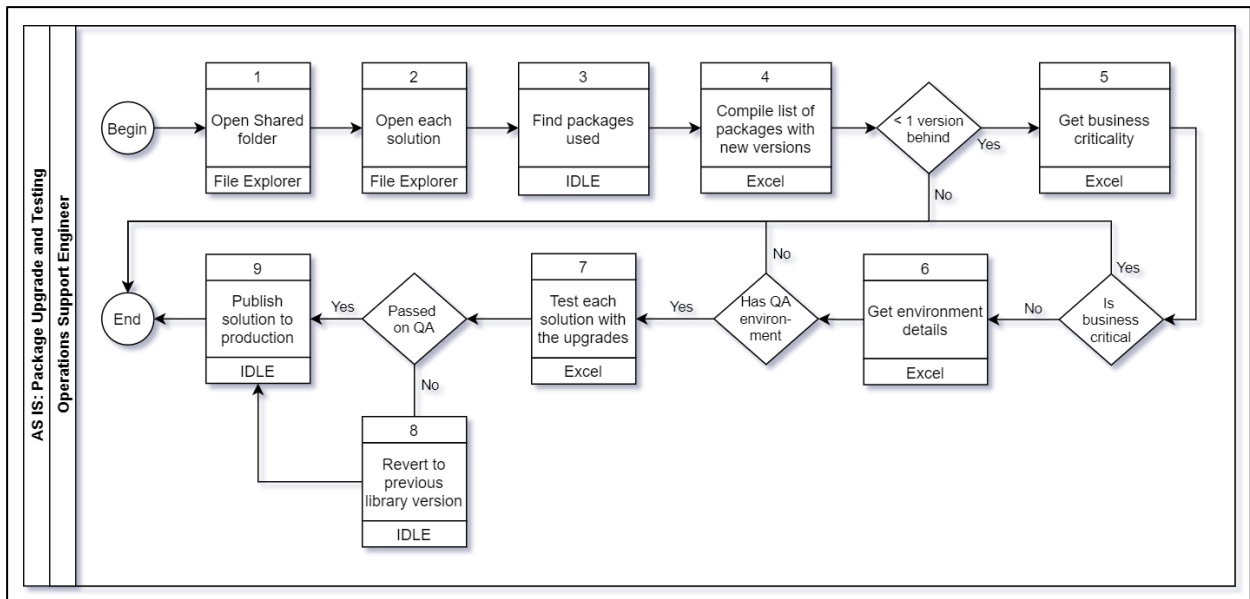 AS IS: Package Upgrade and Testing
Operations Support Engineer
Begin
1
Open Shared
folder
File Explorer
2
Open each
solution
File Explorer
3
Find packages
used
IDLE
4
Compile list of
packages with
new versions
Excel
< 1 version
behind
Yes
No
5
Get business
criticality
Excel
Is
business
critical
Yes
No
6
Get environment
details
Excel
Has QA
environ-
ment
No
Yes
7
Test each
solution with
the upgrades
Excel
Passed
on QA
Yes
No
8
Revert to
previous
library version
IDLE
9
Publish
solution to
production
IDLE
End